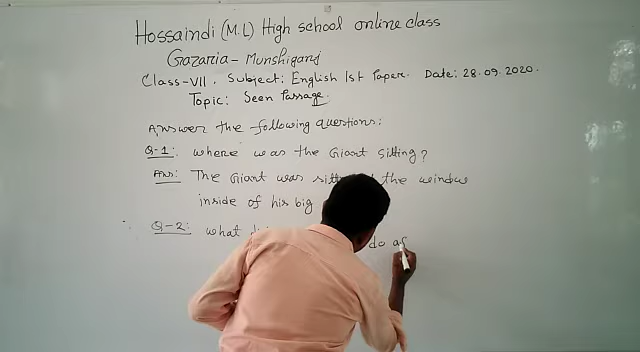 Hossaindi (M.L) High school online class
Gazaria - Munshiganj
Class-VII. Subject: English 1st Paper. Date: 28.09.2020.
Topic: Seen Passage
Answer the following questions:
Q-1: where was the Giant sitting?
Ans: The Giant was the window
inside of his big
Q-2: what do